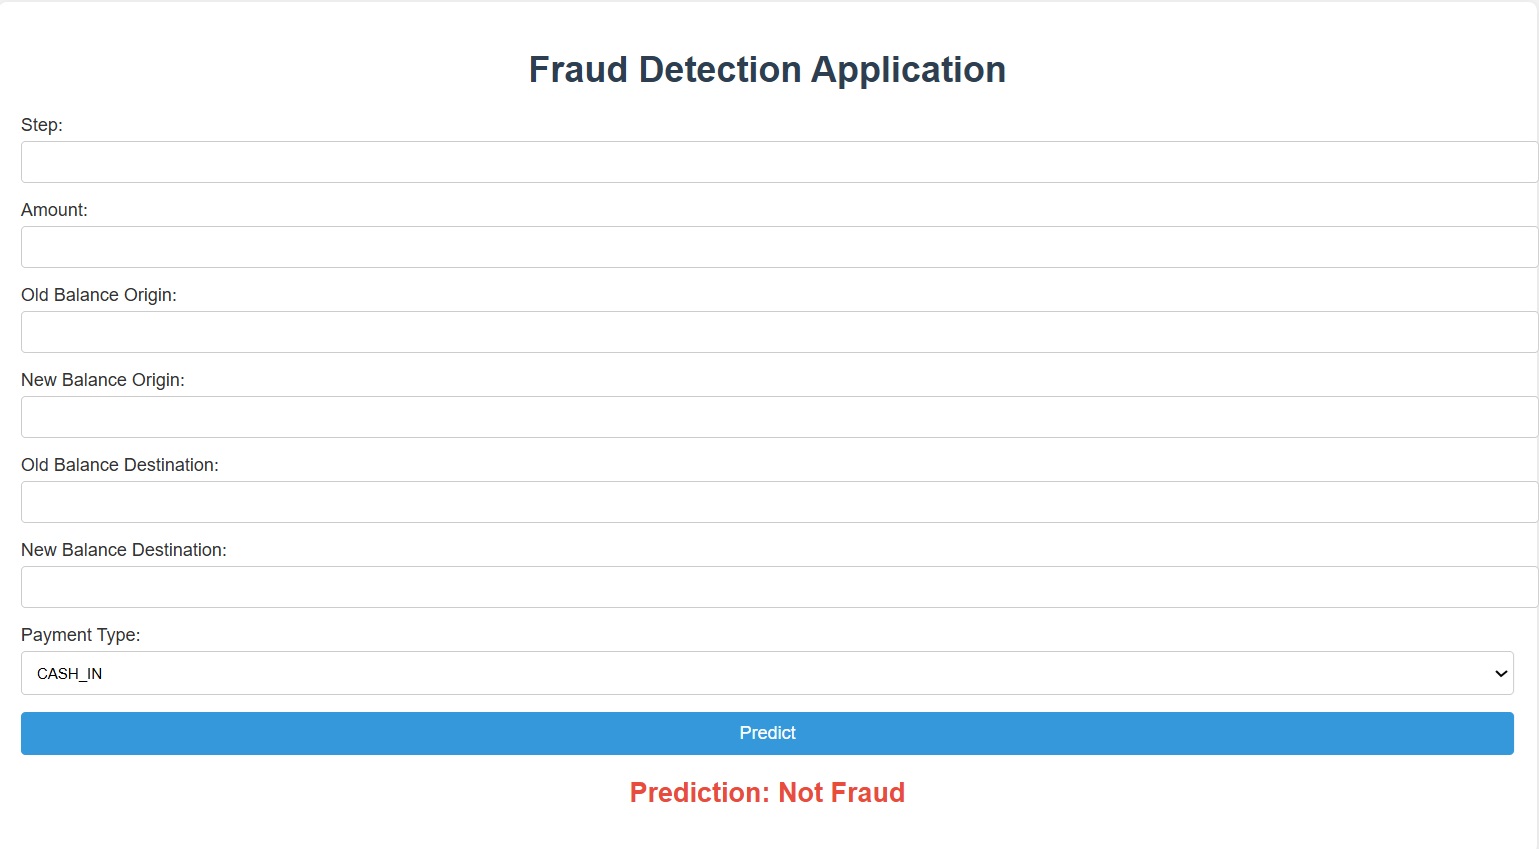 Fraud Detection Application
Step:
Amount:
Old Balance Origin:
New Balance Origin:
Old Balance Destination:
New Balance Destination:
Payment Type:
CASH_IN
Predict
Prediction: Not Fraud